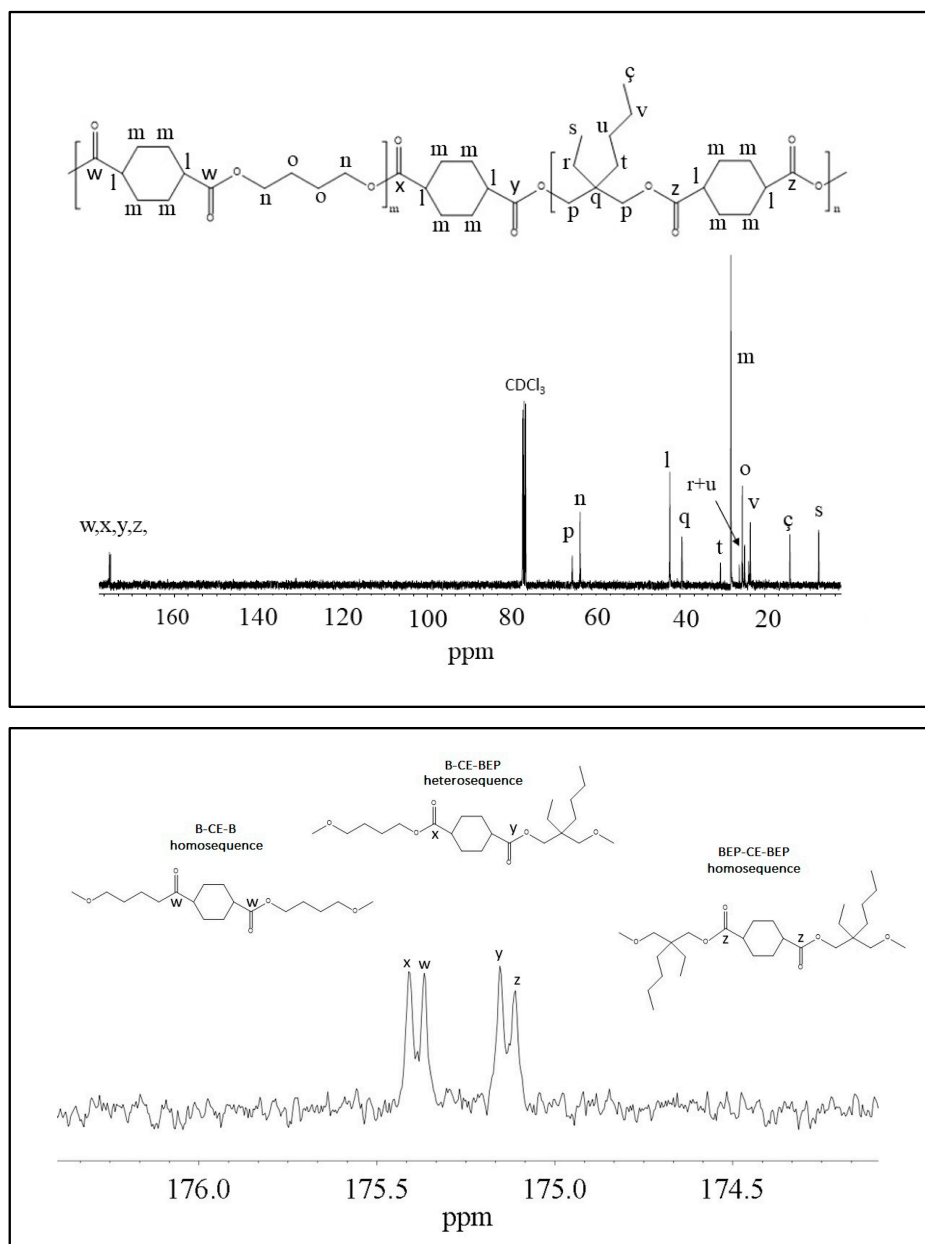 ç
s
u
v
m m
o
n
m m
r
t
m m
O
O
O
O
w
l
l
w
O
o
n
O
x
l
l
y
O
p
q
p
O
z
l
l
z
O
m m
n
o
m
m m
m m
n
O
O
O
O
m
CDCl3
l
o
r+u
w,x,y,z,
n
p
q
t
v
ç
s
160 140 120 100 80 60 40 20
ppm
B-CE-BEP
heterosequence
B-CE-B
homosequence
BEP-CE-BEP
homosequence
O
O
x
y
O
O
O
O
O
O
w
w
O
O
O
O
O
z
z
O
O
O
x w
y
z
176.0 175.5 175.0 174.5
ppm